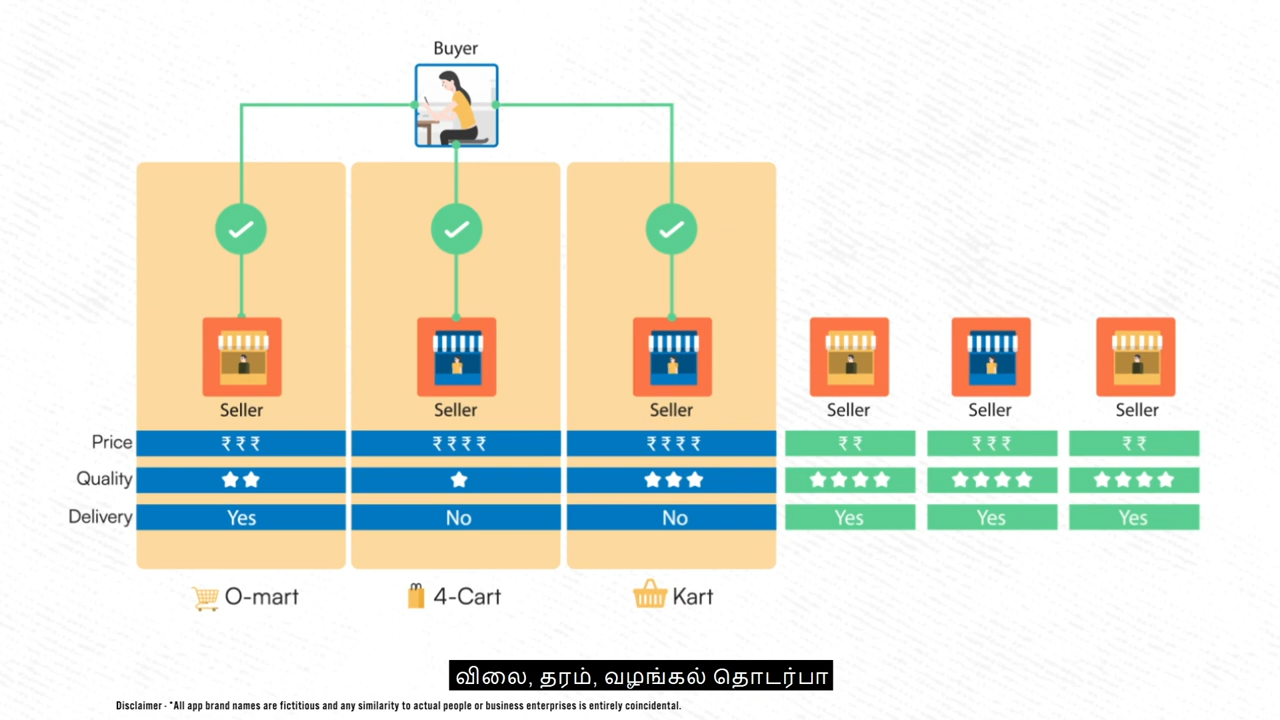 Buyer
Seller Seller Seller Seller Seller Seller
Price ₹ ₹ ₹ ₹ ₹ ₹ ₹ ₹ ₹ ₹ ₹ ₹ ₹ ₹ ₹ ₹ ₹ ₹
Quality
Delivery Yes No No Yes Yes Yes
O-mart 4-Cart Kart
விலை, தரம், வழங்கல் தொடர்பா
Disclaimer - *All app brand names are fictitious and any similarity to actual people or business enterprises is entirely coincidental.